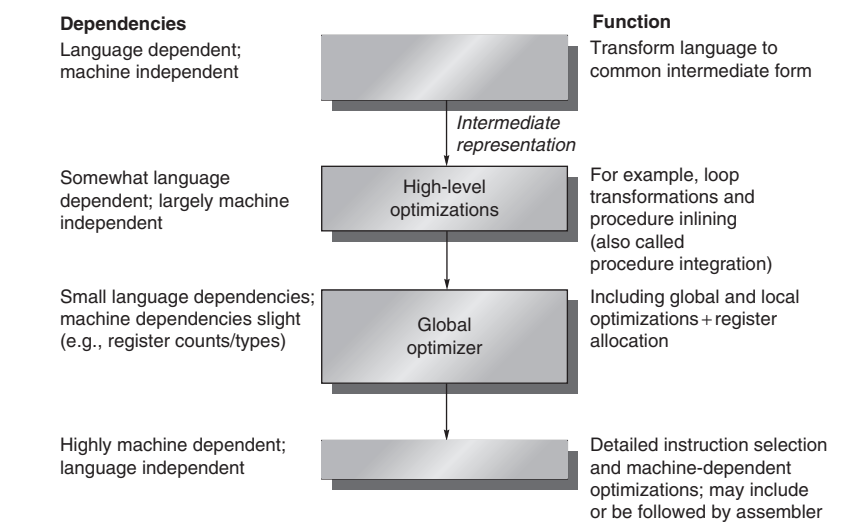 Dependencies
Function
Language dependent;
machine independent
Transform language to
common intermediate form
Intermediate
representation
Somewhat language
dependent; largely machine
independent
High-level
optimizations
For example, loop
transformations and
procedure inlining
(also called
procedure integration)
Small language dependencies;
machine dependencies slight
(e.g., register counts/types)
Global
optimizer
Including global and local
optimizations + register
allocation
Highly machine dependent;
language independent
Detailed instruction selection
and machine-dependent
optimizations; may include
or be followed by assembler